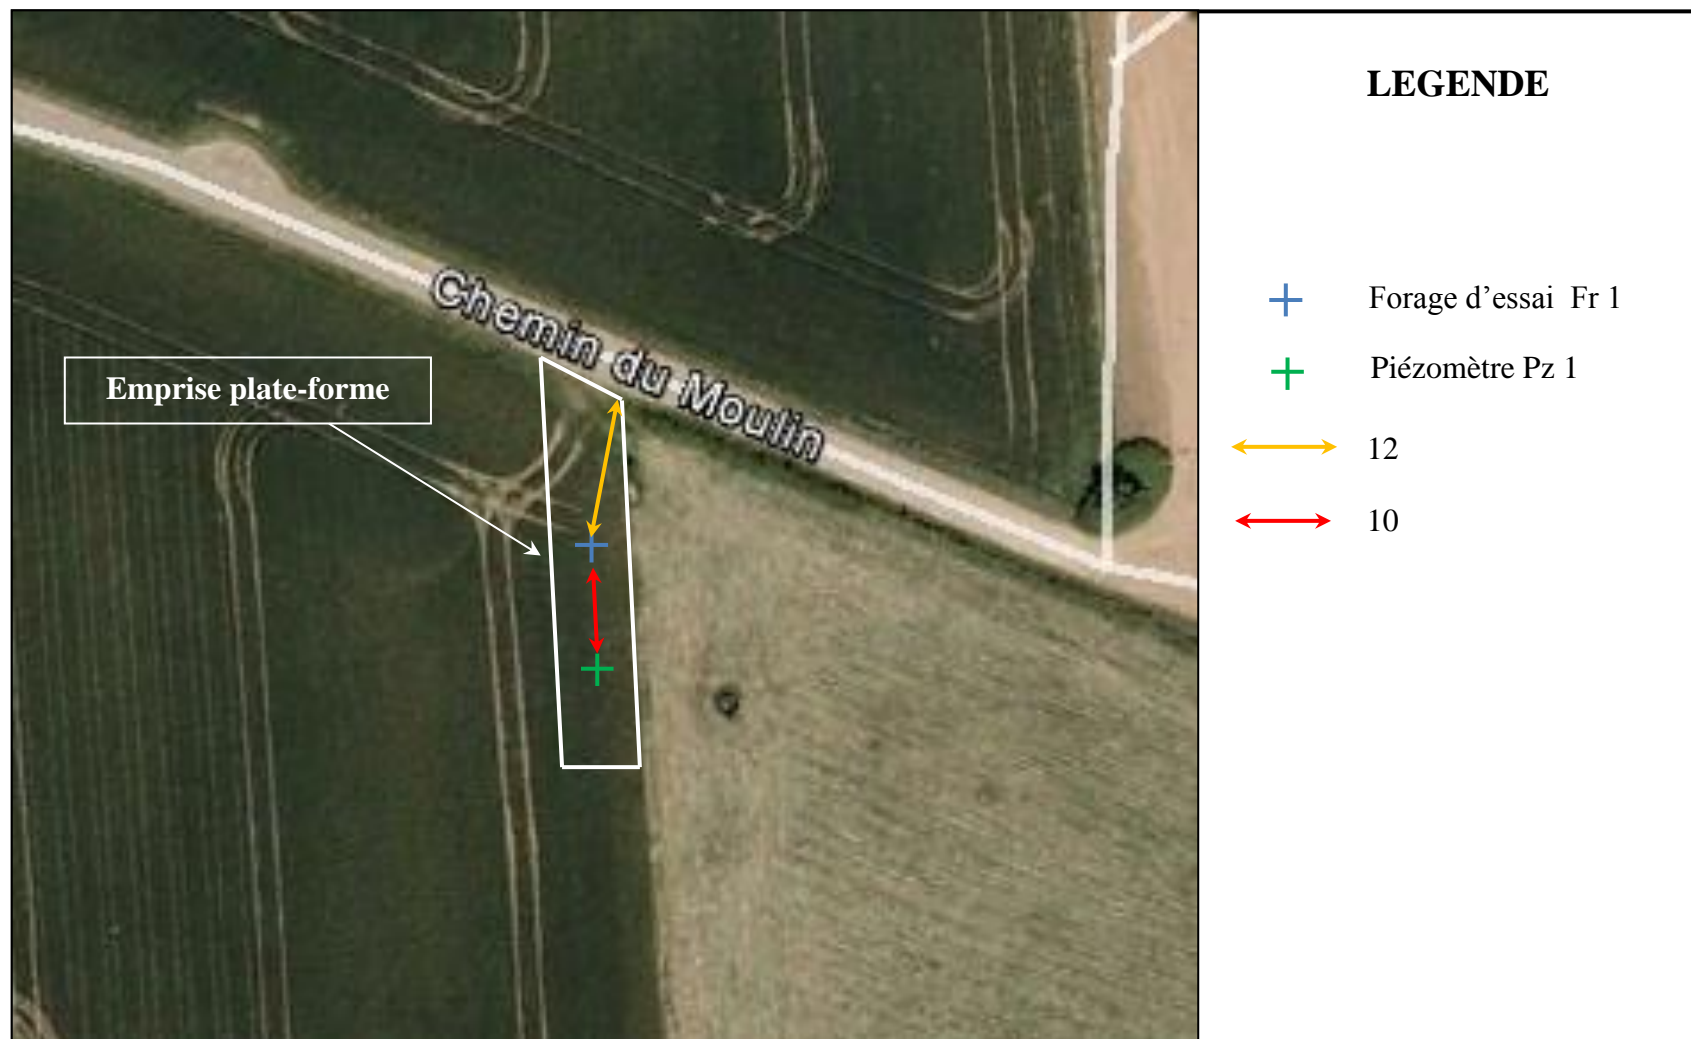 LEGENDE
Forage d’essai Fr 1
Piézomètre Pz 1
12
10
Emprise plate-forme
Chemin du Moulin